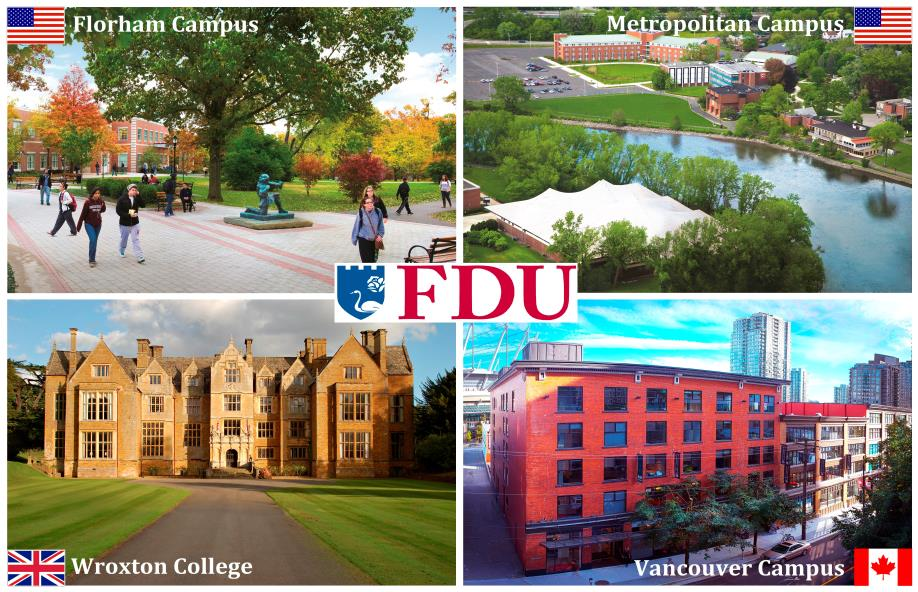 Florham Campus
Metropolitan Campus
FDU
Wroxton College
Vancouver Campus